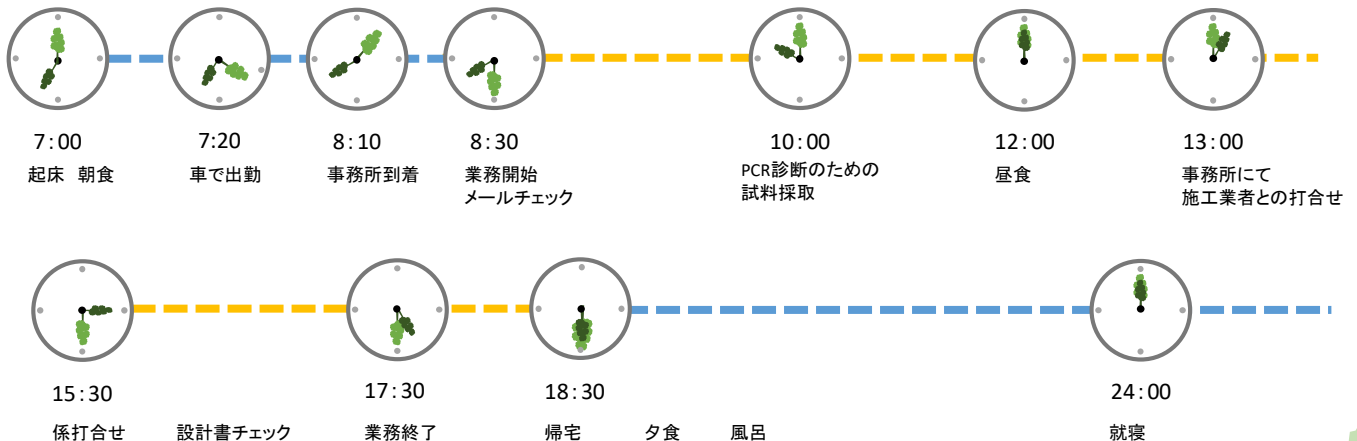 7:00
起床 朝食
7:20
車で出勤
8:10
事務所到着
8:30
業務開始
メールチェック
10:00
PCR診断のための
試料採取
12:00
昼食
13:00
事務所にて
施工業者との打合せ
15:30
係打合せ
設計書チェック
17:30
業務終了
18:30
帰宅
夕食
風呂
24:00
就寝